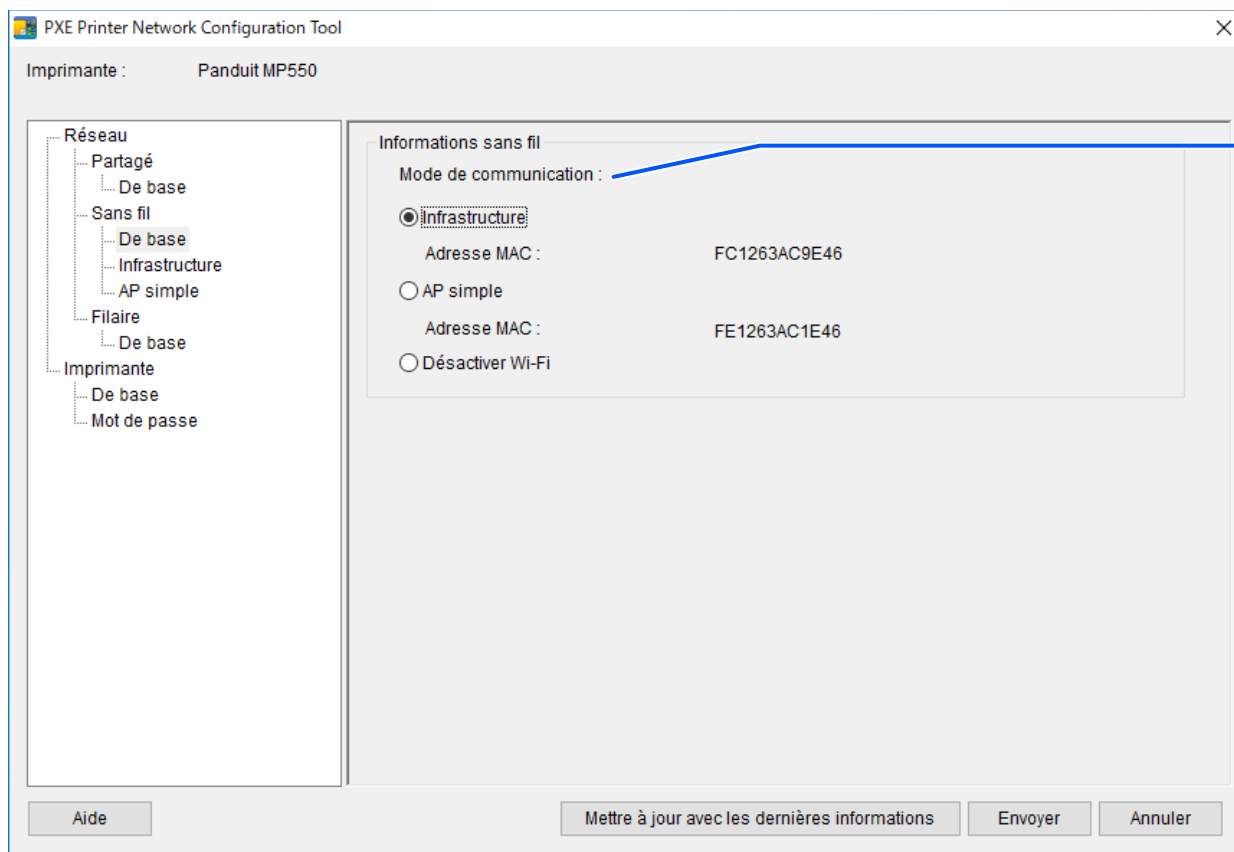 PXE Printer Network Configuration Tool
Imprimante : Panduit MP550
Réseau
Partagé
De base
Sans fil
De base
Infrastructure
AP simple
Filaire
De base
Imprimante
De base
Mot de passe
Informations sans fil
Mode de communication :
Infrastructure
Adresse MAC : FC1263AC9E46
AP simple
Adresse MAC : FE1263AC1E46
Désactiver Wi-Fi
Aide Mettre à jour avec les dernières informations Envoyer Annuler